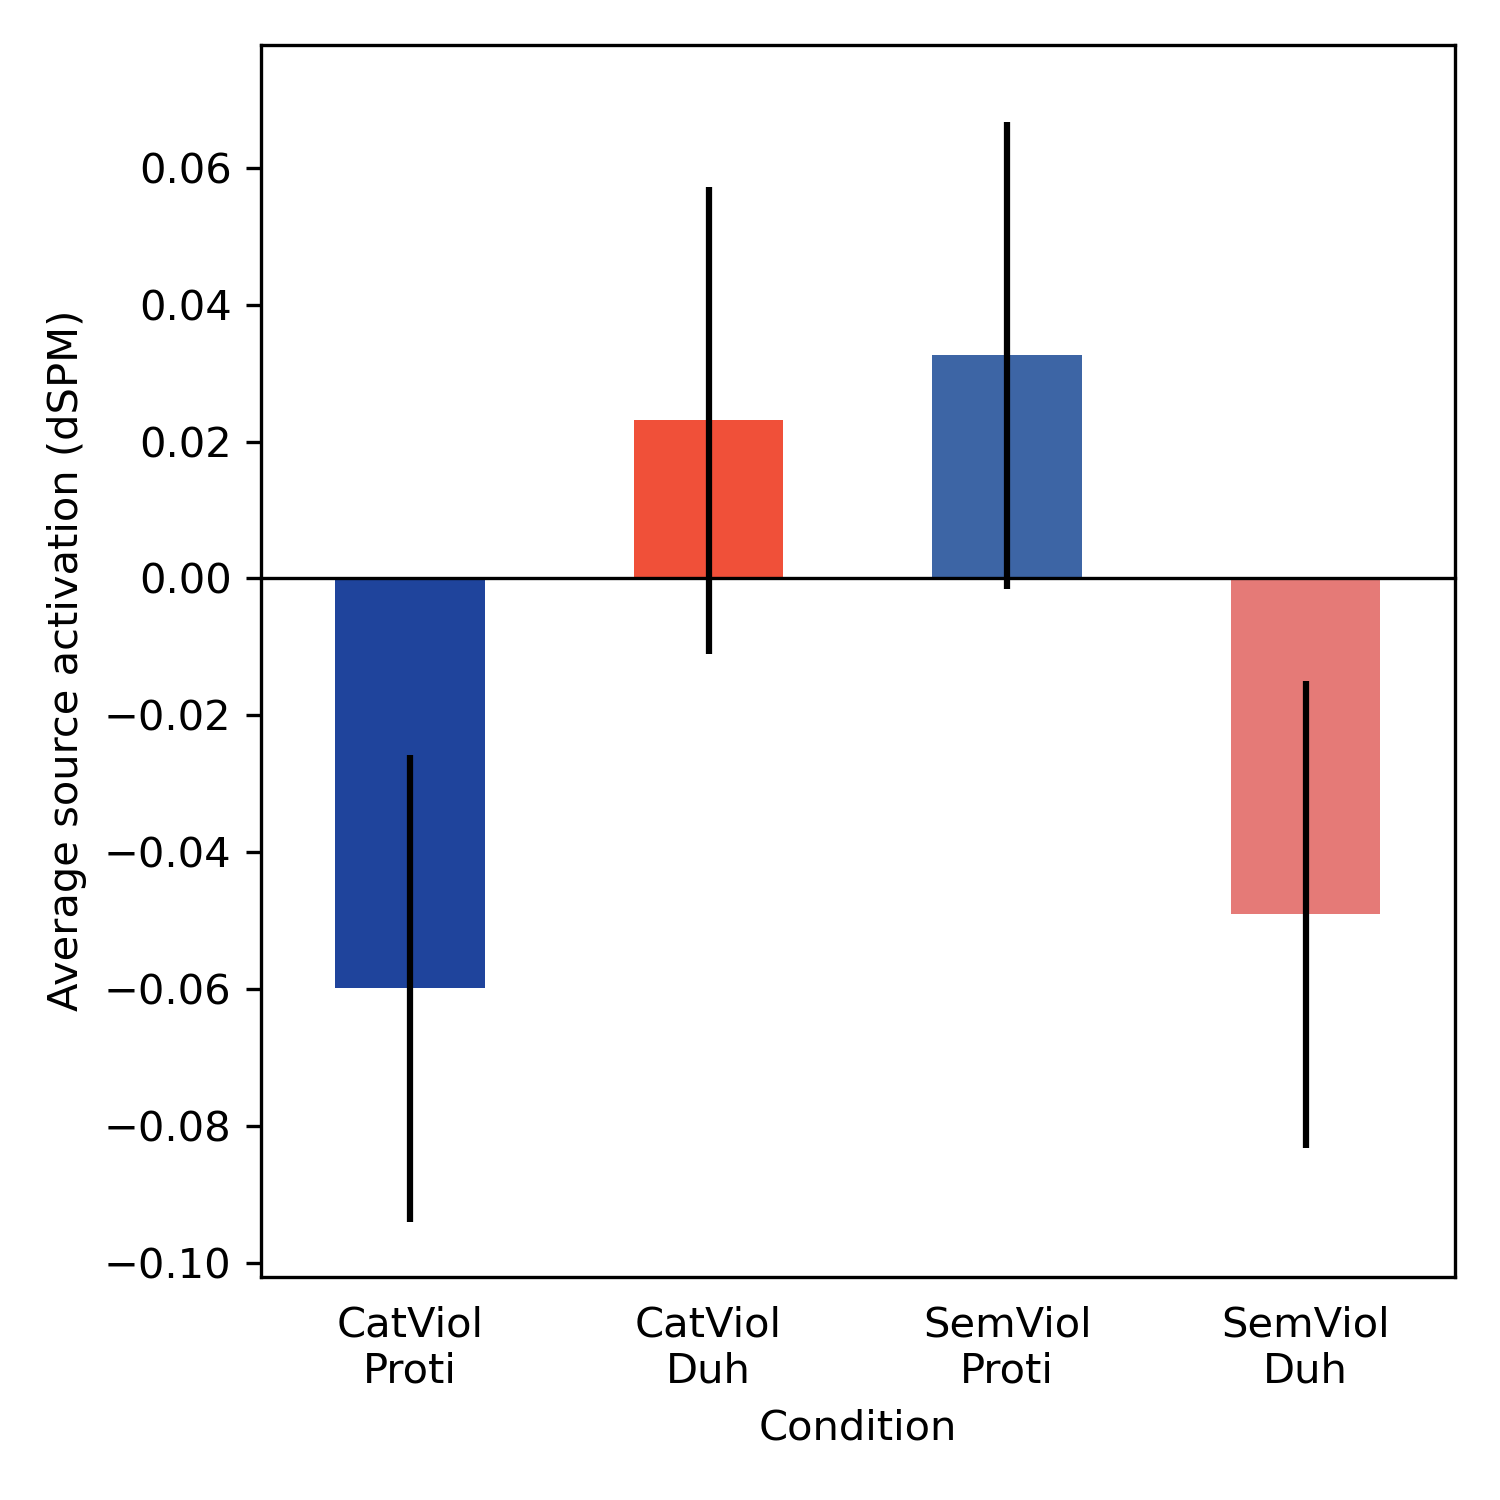 Average source activation (dSPM)
0.06
0.04
0.02
0.00
−0.02
−0.04
−0.06
−0.08
−0.10
CatViol
Proti
CatViol
Duh
SemViol
Proti
SemViol
Duh
Condition